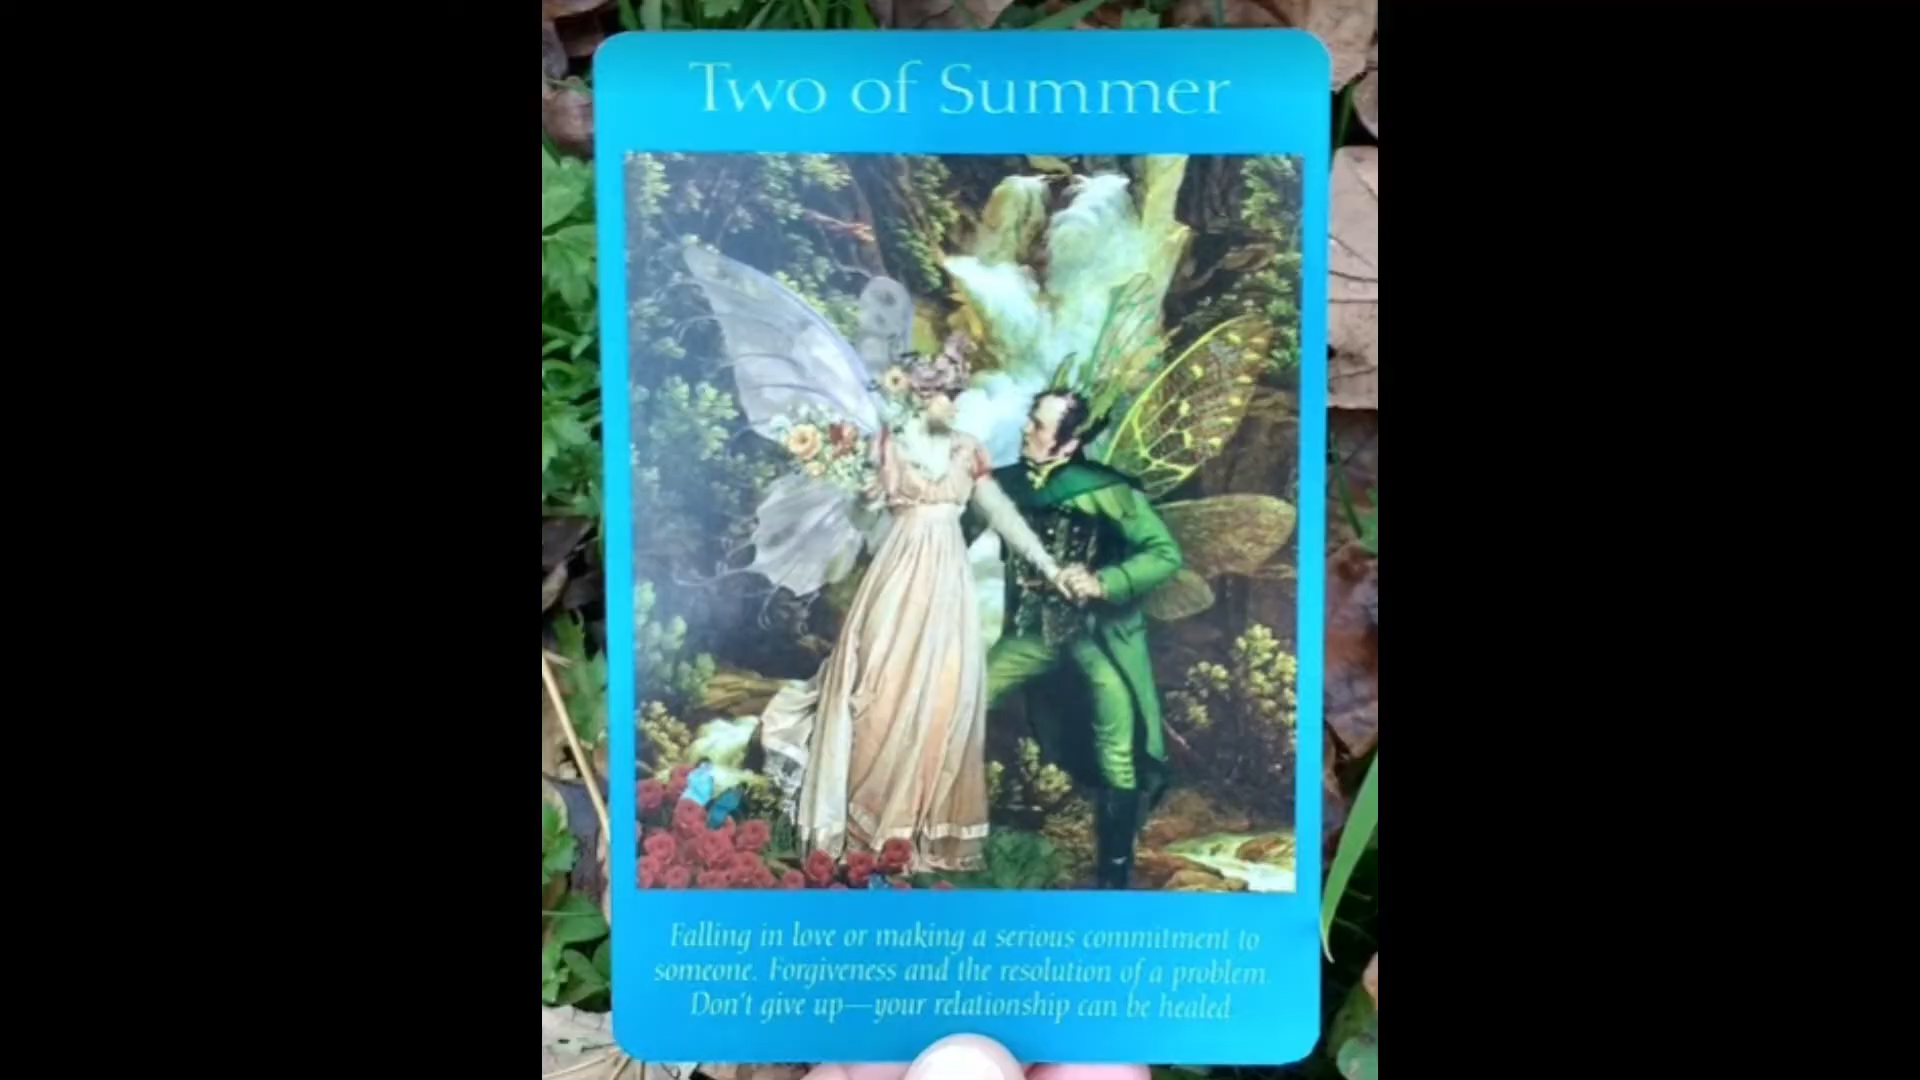 Two of Summer
Falling in love or making a serious commitment to
someone. Forgiveness and the resolution of a problem.
Don't give up—your relationship can be healed.